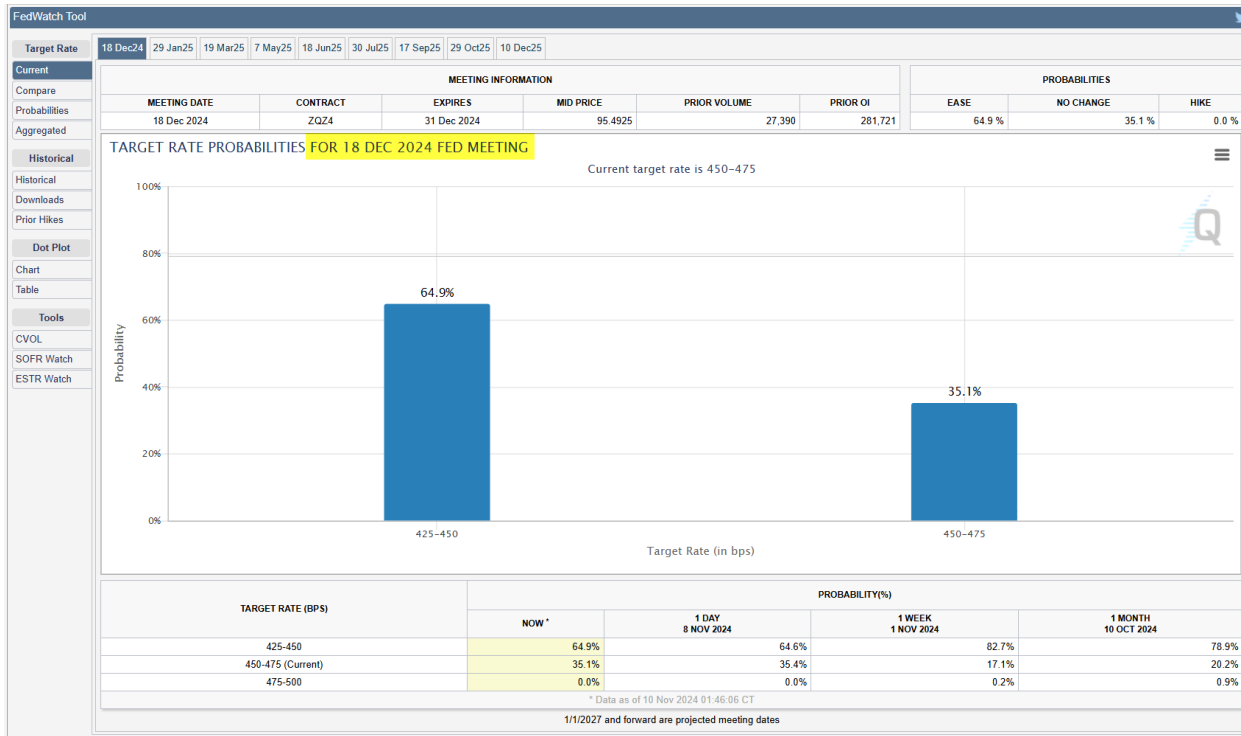 FedWatch Tool
Target Rate
Current
Compare
Probabilities
Aggregated
Historical
Historical
Downloads
Prior Hikes
Dot Plot
Chart
Table
Tools
CVOL
SOFR Watch
ESTR Watch
18 Dec24 29 Jan25 19 Mar25 7 May25 18 Jun25 30 Jul25 17 Sep25 29 Oct25 10 Dec25
MEETING INFORMATION
MEETING DATE CONTRACT EXPIRES MID PRICE PRIOR VOLUME PRIOR OI
18 Dec 2024 ZQZ4 31 Dec 2024 95.4925 27,390 281,721
PROBABILITIES
EASE NO CHANGE HIKE
64.9 % 35.1 % 0.0 %
TARGET RATE PROBABILITIES FOR 18 DEC 2024 FED MEETING
Current target rate is 450-475
Q
Probability
100%
80%
60%
40%
20%
0%
64.9%
35.1%
425-450 450-475
Target Rate (in bps)
TARGET RATE (BPS) PROBABILITY(%)
NOW * 1 DAY 8 NOV 2024 1 WEEK 1 NOV 2024 1 MONTH 10 OCT 2024
425-450 64.9% 64.6% 82.7% 78.9%
450-475 (Current) 35.1% 35.4% 17.1% 20.2%
475-500 0.0% 0.0% 0.2% 0.9%
* Data as of 10 Nov 2024 01:46:06 CT
1/1/2027 and forward are projected meeting dates